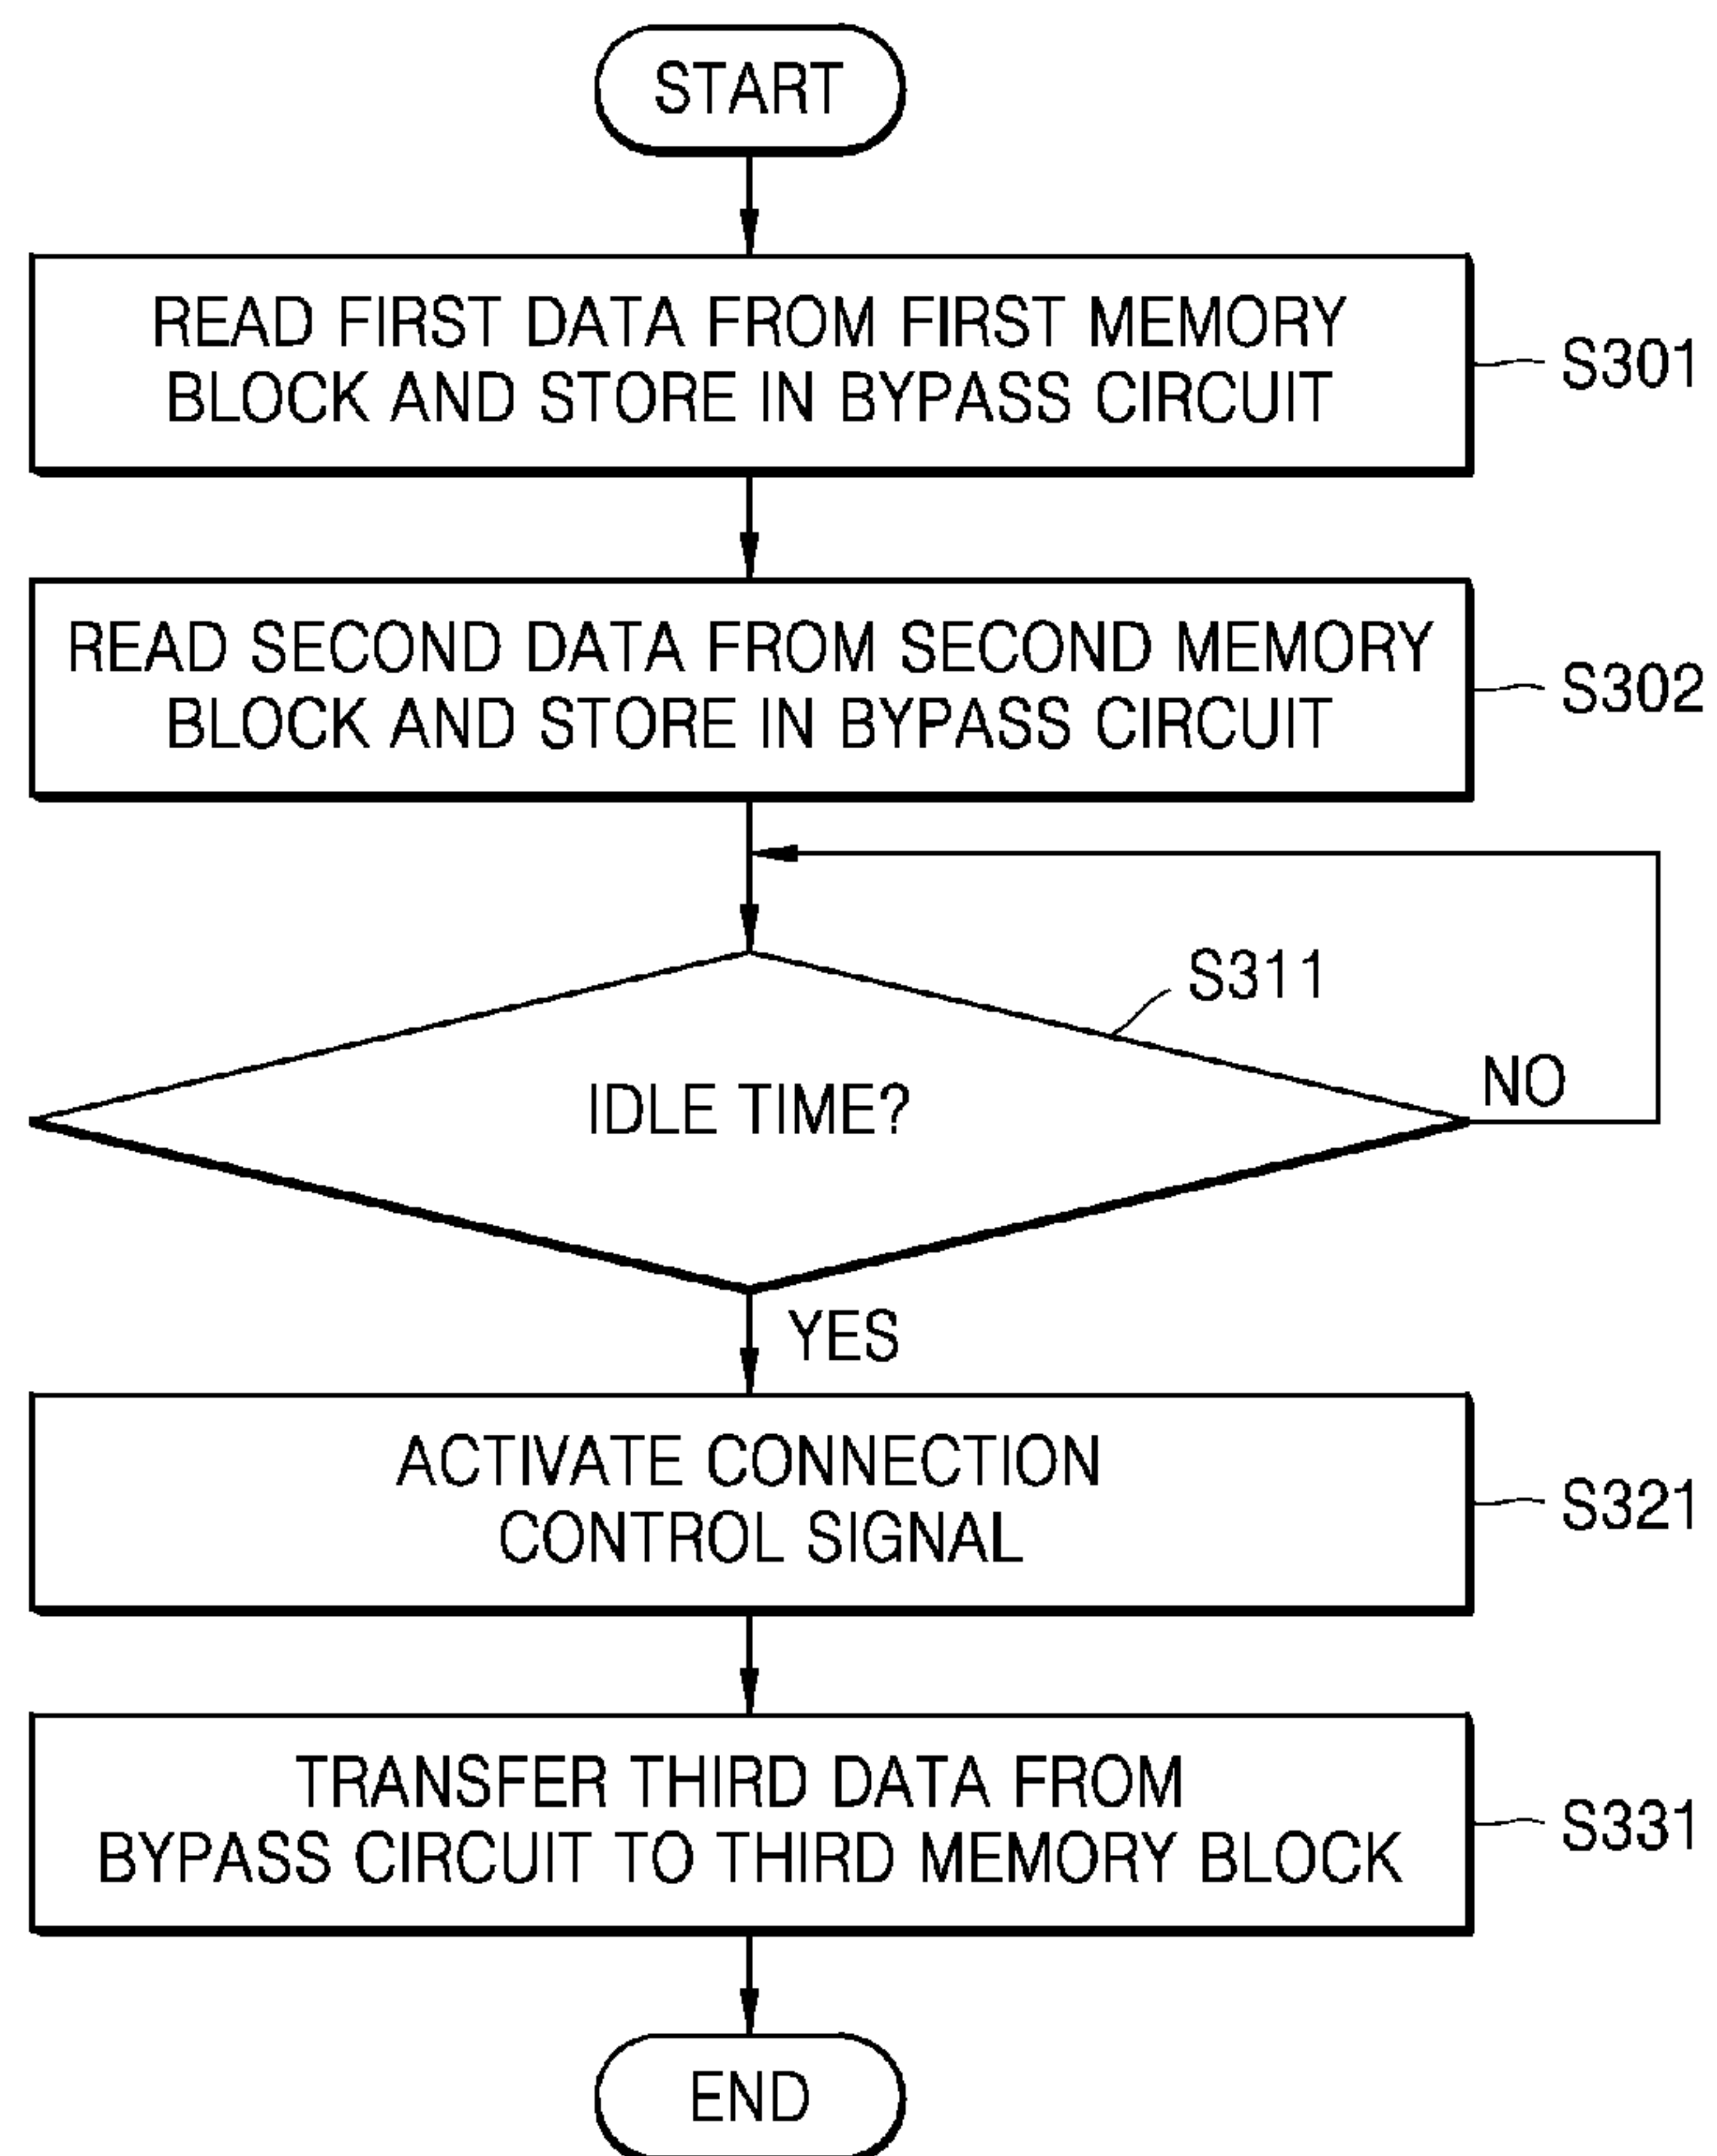 START
READ FIRST DATA FROM FIRST MEMORY
BLOCK AND STORE IN BYPASS CIRCUIT
S301
READ SECOND DATA FROM SECOND MEMORY
BLOCK AND STORE IN BYPASS CIRCUIT
S302
S311
IDLE TIME?
NO
YES
ACTIVATE CONNECTION
CONTROL SIGNAL
S321
TRANSFER THIRD DATA FROM
BYPASS CIRCUIT TO THIRD MEMORY BLOCK
S331
END